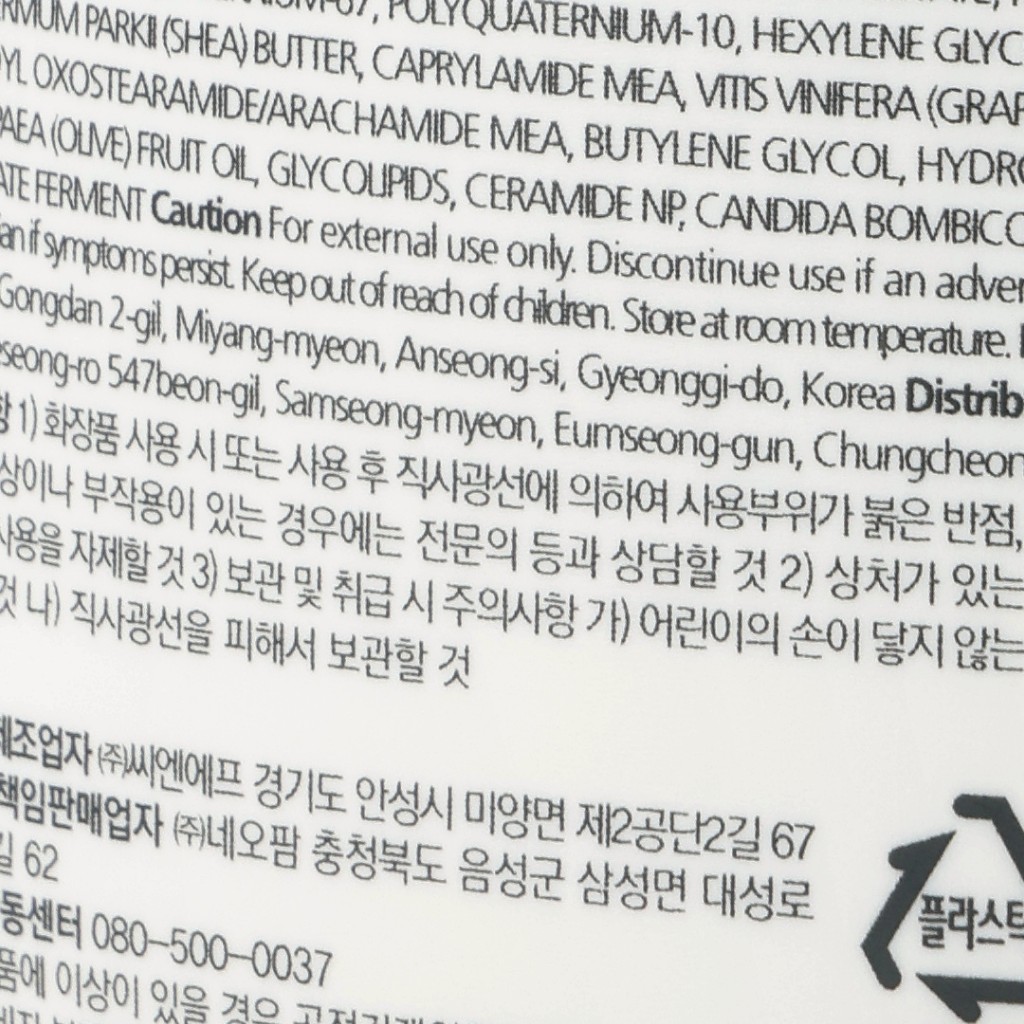 POLYQUATERNIUM-10, HEXYLENE GLYC
PARKII (SHEA) BUTTER, CAPRYLAMIDE MEA, VITIS VINIFERA (GRAP
OXOSTEARAMIDE/ARACHAMIDE MEA, BUTYLENE GLYCOL, HYDRO
PAEA (OLIVE) FRUIT OIL, GLYCOLIPIDS, CERAMIDE NP, CANDIDA BOMBICO
ATE FERMENT Caution For external use only. Discontinue use if an adver
ian if symptoms persist. Keep out of reach of children. Store at room temperature.
Gongdan 2-gil, Miyang-myeon, Anseong-si, Gyeonggi-do, Korea Distrib
seong-ro 547beon-gil, Samseong-myeon, Eumseong-gun, Chungcheon
항 1) 화장품 사용 시 또는 사용 후 직사광선에 의하여 사용부위가 붉은 반점,
상이나 부작용이 있는 경우에는 전문의 등과 상담할 것 2) 상처가 있는
사용을 자제할 것 3) 보관 및 취급 시 주의사항 가) 어린이의 손이 닿지 않는
것 나) 직사광선을 피해서 보관할 것
제조업자 ㈜씨엔에프 경기도 안성시 미양면 제2공단2길 67
책임판매업자 ㈜네오팜 충청북도 음성군 삼성면 대성로
길 62
동센터 080-500-0037
품에 이상이 있을 경우
플라스틱